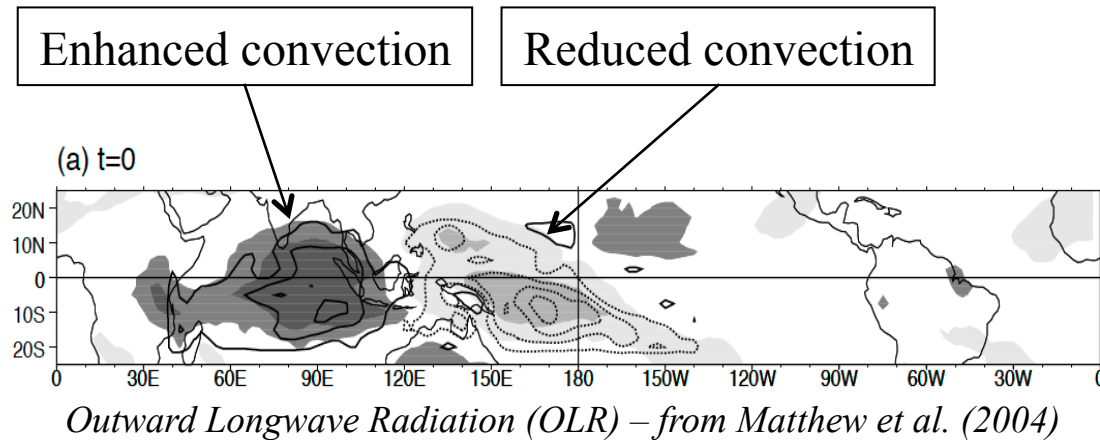 Enhanced convection
Reduced convection
(a) t=0
20N
10N
0
10S
20S
0 30E 60E 90E 120E 150E 180 150W 120W 90W 60W 30W 0
Outward Longwave Radiation (OLR) – from Matthew et al. (2004)